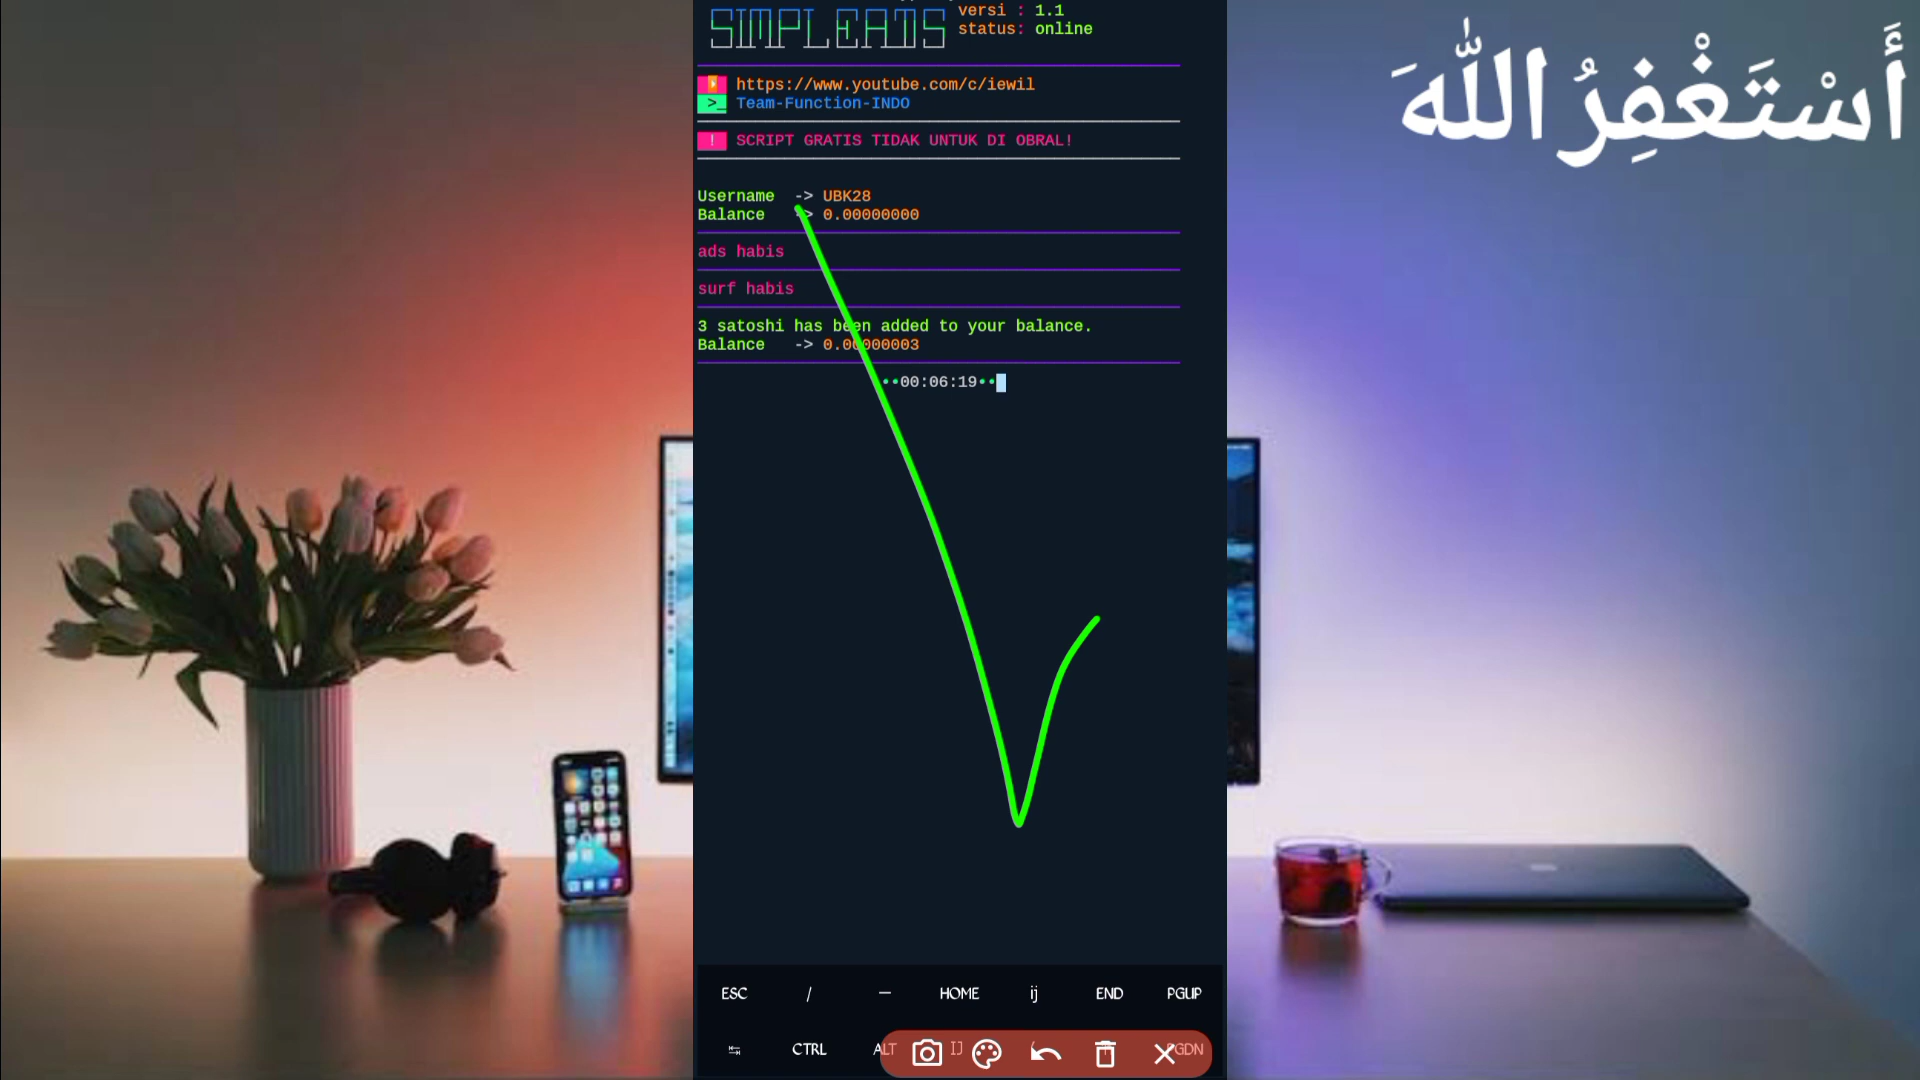 SIMPLEADS
versi : 1.1
status: online
https://www.youtube.com/c/iewil
>_ Team-Function-INDO
! SCRIPT GRATIS TIDAK UNTUK DI OBRAL!
Username -> UBK28
Balance -> 0.00000000
ads habis
surf habis
3 satoshi has been added to your balance.
Balance -> 0.00000003
••00:06:19••
ESC / — HOME ij END PGUP
CTRL ALT PGDN
أَسْتَغْفِرُ اللّٰهَ